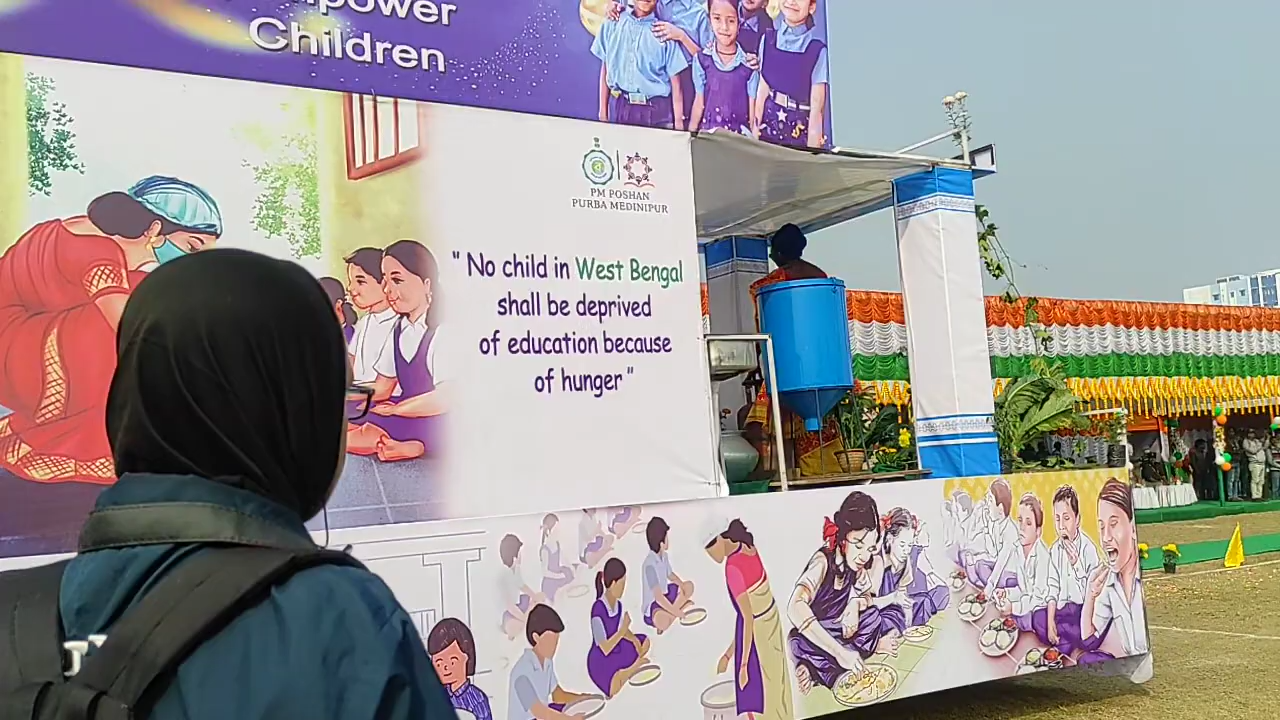 Children
PM POSHAN
PURBA MEDINIPUR
" No child in West Bengal
shall be deprived
of education because
of hunger "